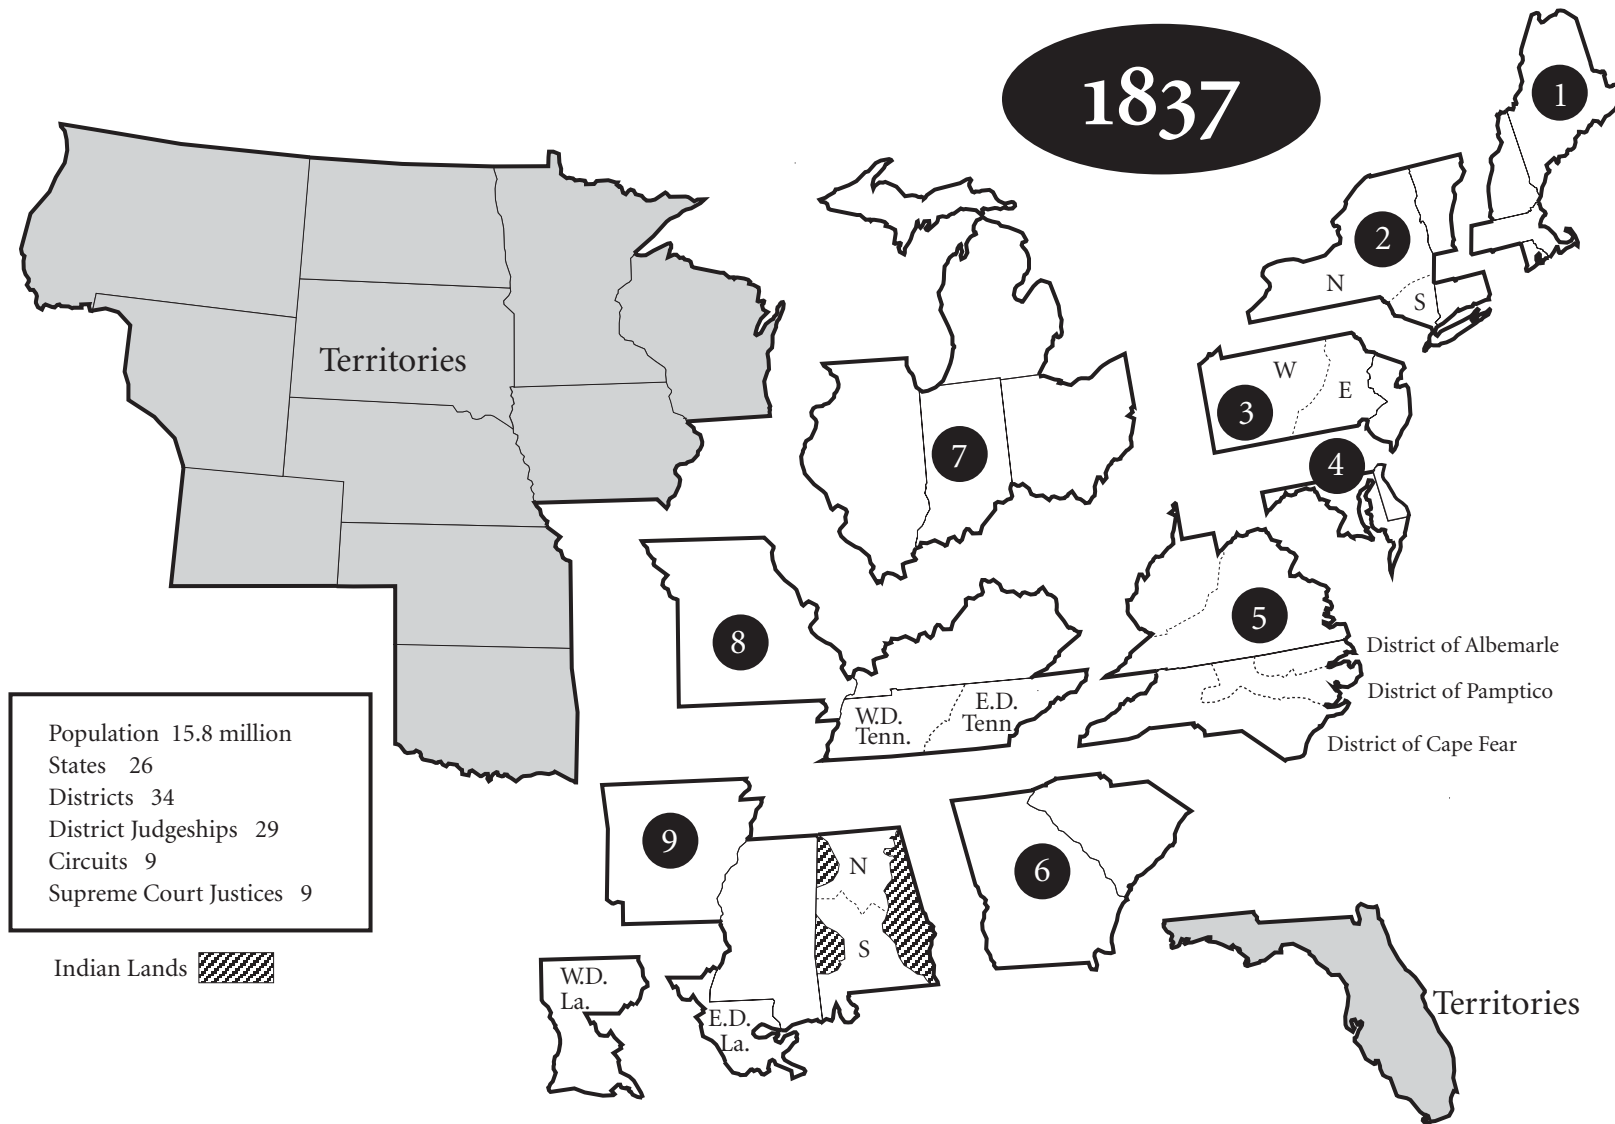 1837
1
2
N
S
Territories
W
E
3
4
7
5
8
District of Albemarle
District of Pamptico
District of Cape Fear
W.D.
Tenn.
E.D.
Tenn
Population 15.8 million
States 26
Districts 34
District Judgeships 29
Circuits 9
Supreme Court Justices 9
Indian Lands
9
N
S
6
W.D.
La.
E.D.
La.
Territories